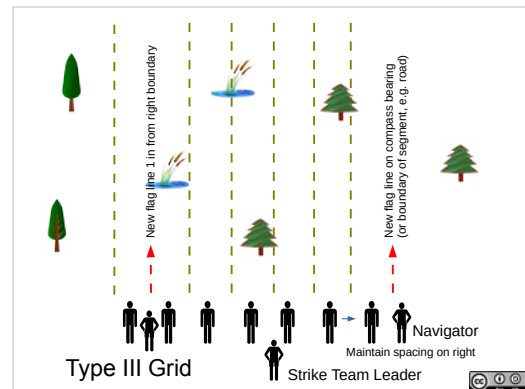 New flag line 1 in from right boundary
New flag line on compass bearing
(or boundary of segment, e.g. road)
Navigator
Maintain spacing on right
Type III Grid
Strike Team Leader